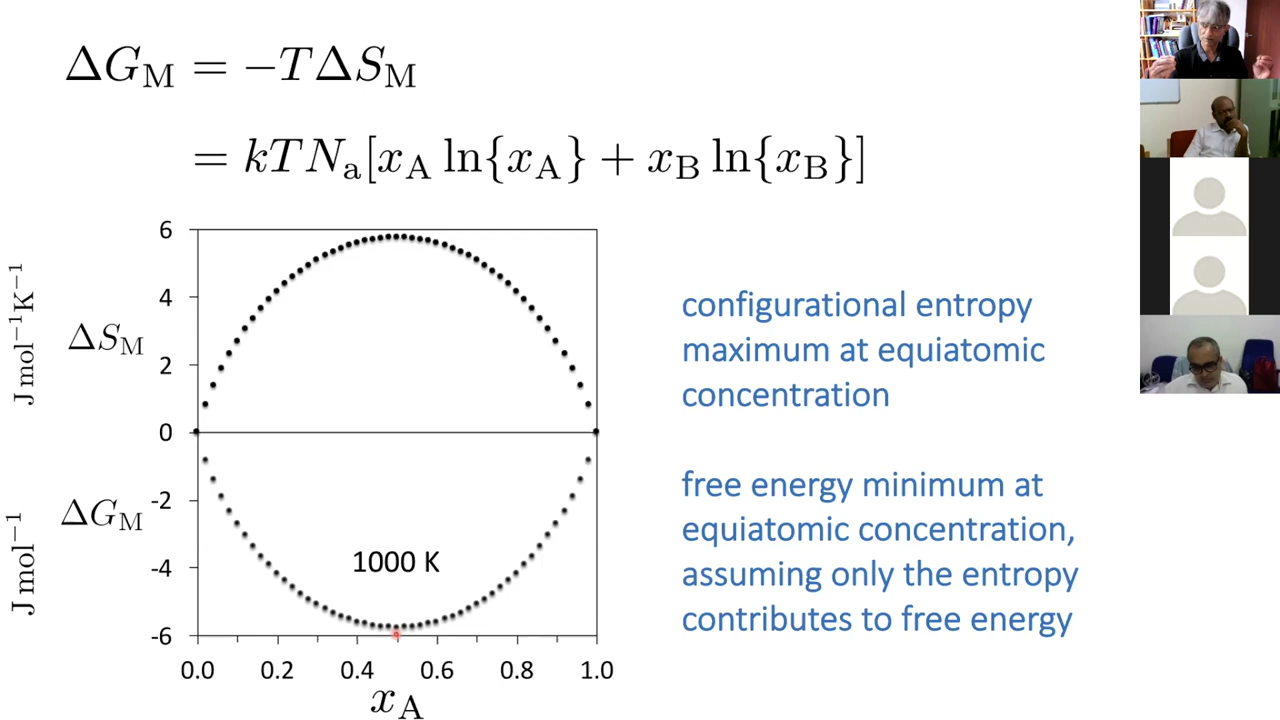 ΔG_M = −TΔS_M
= kTN_a[x_A ln{x_A} + x_B ln{x_B}]
6
4
2
0
-2
-4
-6
J mol⁻¹K⁻¹
ΔS_M
J mol⁻¹
ΔG_M
1000 K
0.0 0.2 0.4 0.6 0.8 1.0
x_A
configurational entropy
maximum at equiatomic
concentration
free energy minimum at
equiatomic concentration,
assuming only the entropy
contributes to free energy